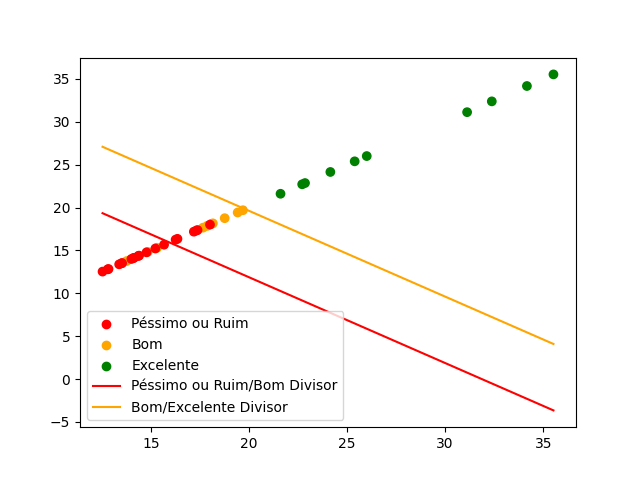 35
30
25
20
15
10
5
0
−5
Péssimo ou Ruim
Bom
Excelente
Péssimo ou Ruim/Bom Divisor
Bom/Excelente Divisor
15 20 25 30 35